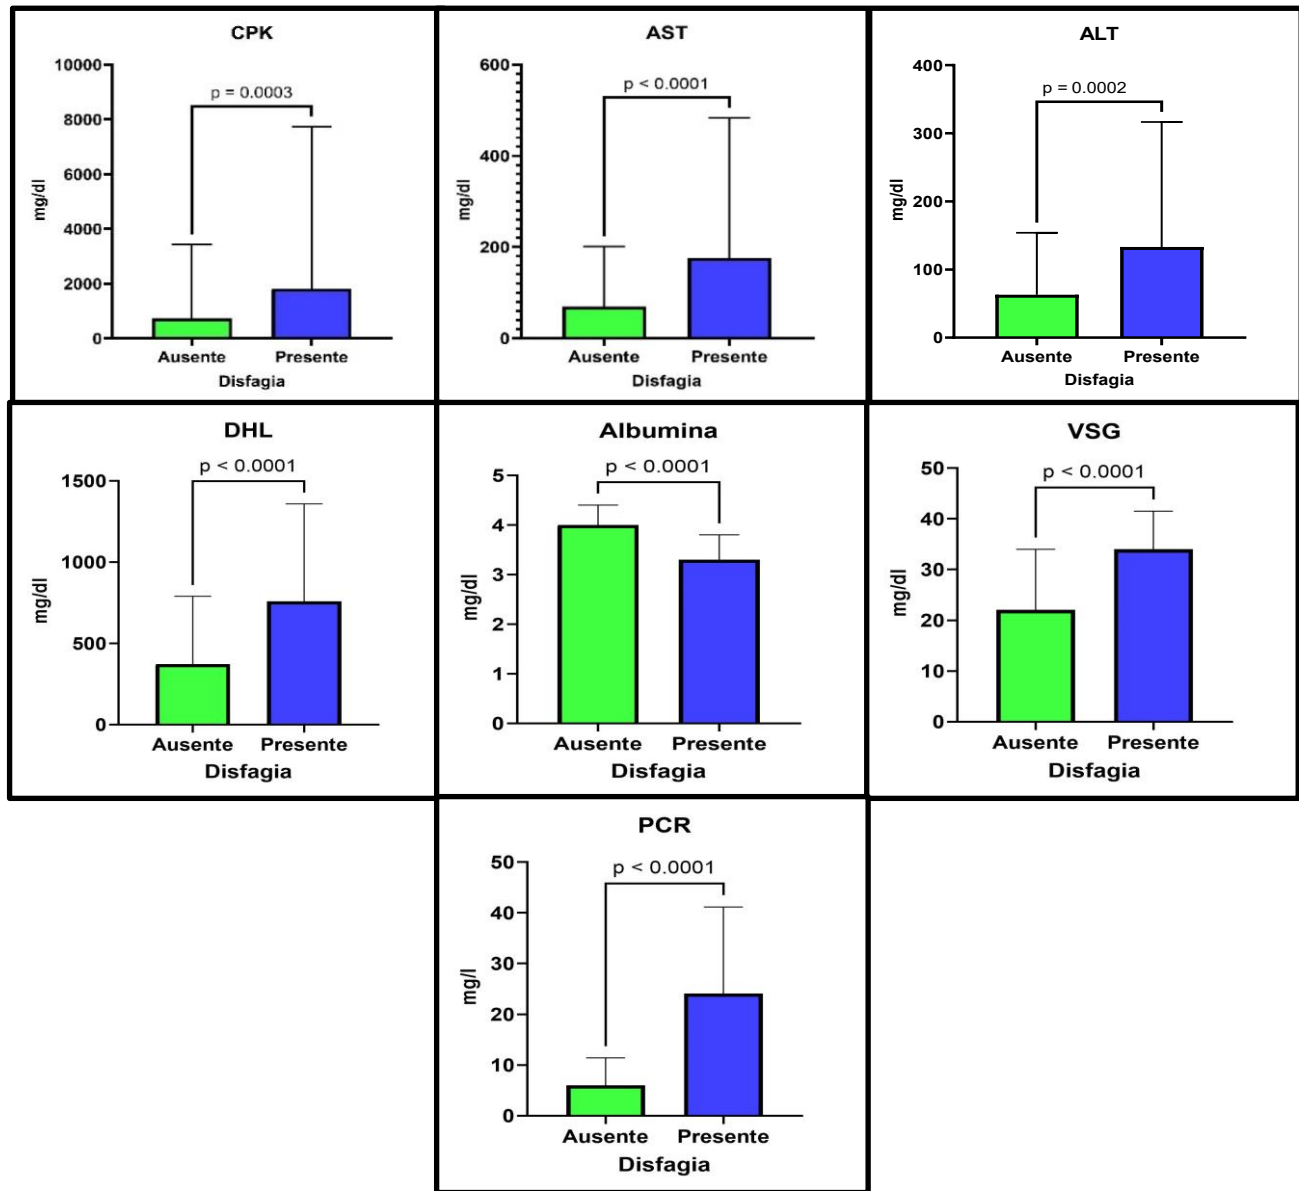 CPK
p = 0.0003
10000
8000
6000
4000
2000
0
mg/dl
Ausente Presente
Disfagia
AST
p < 0.0001
600
400
200
0
mg/dl
Ausente Presente
Disfagia
ALT
p = 0.0002
400
300
200
100
0
mg/dl
Ausente Presente
Disfagia
DHL
p < 0.0001
1500
1000
500
0
mg/dl
Ausente Presente
Disfagia
Albumina
p < 0.0001
5
4
3
2
1
0
mg/dl
Ausente Presente
Disfagia
VSG
p < 0.0001
50
40
30
20
10
0
mg/dl
Ausente Presente
Disfagia
PCR
p < 0.0001
50
40
30
20
10
0
mg/l
Ausente Presente
Disfagia